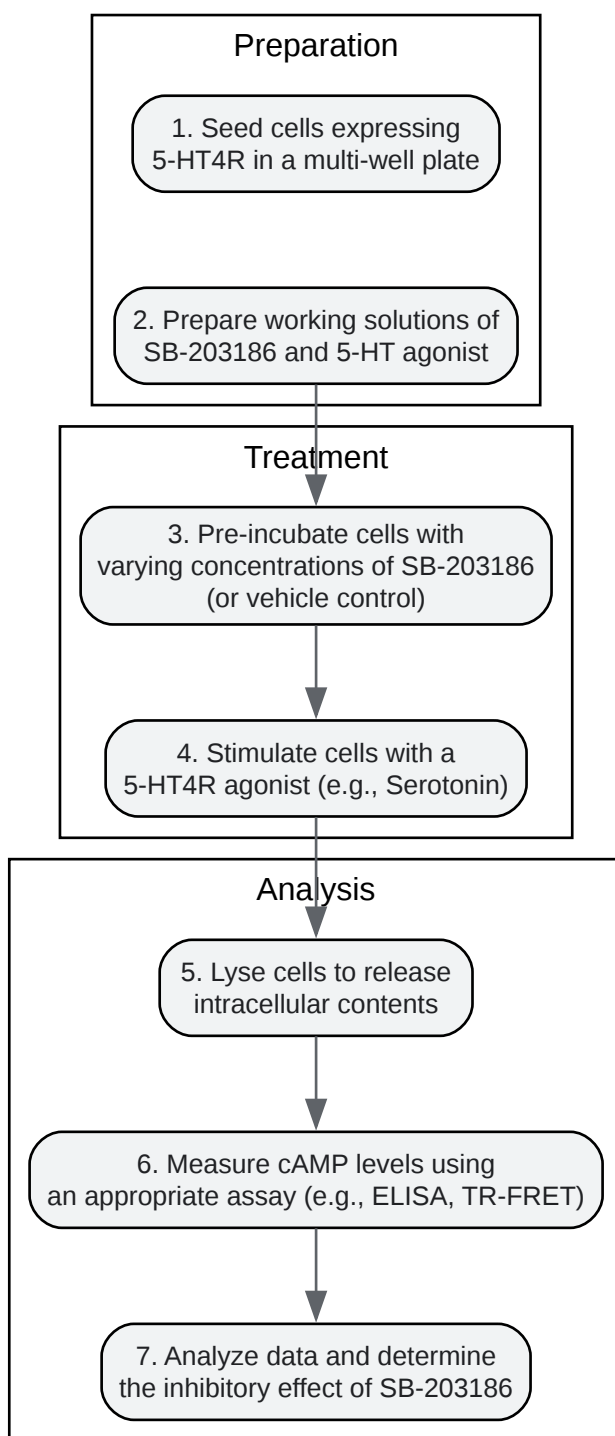 Preparation
1. Seed cells expressing
5-HT4R in a multi-well plate
2. Prepare working solutions of
SB-203186 and 5-HT agonist
Treatment
3. Pre-incubate cells with
varying concentrations of SB-203186
(or vehicle control)
4. Stimulate cells with a
5-HT4R agonist (e.g., Serotonin)
Analysis
5. Lyse cells to release
intracellular contents
6. Measure cAMP levels using
an appropriate assay (e.g., ELISA, TR-FRET)
7. Analyze data and determine
the inhibitory effect of SB-203186